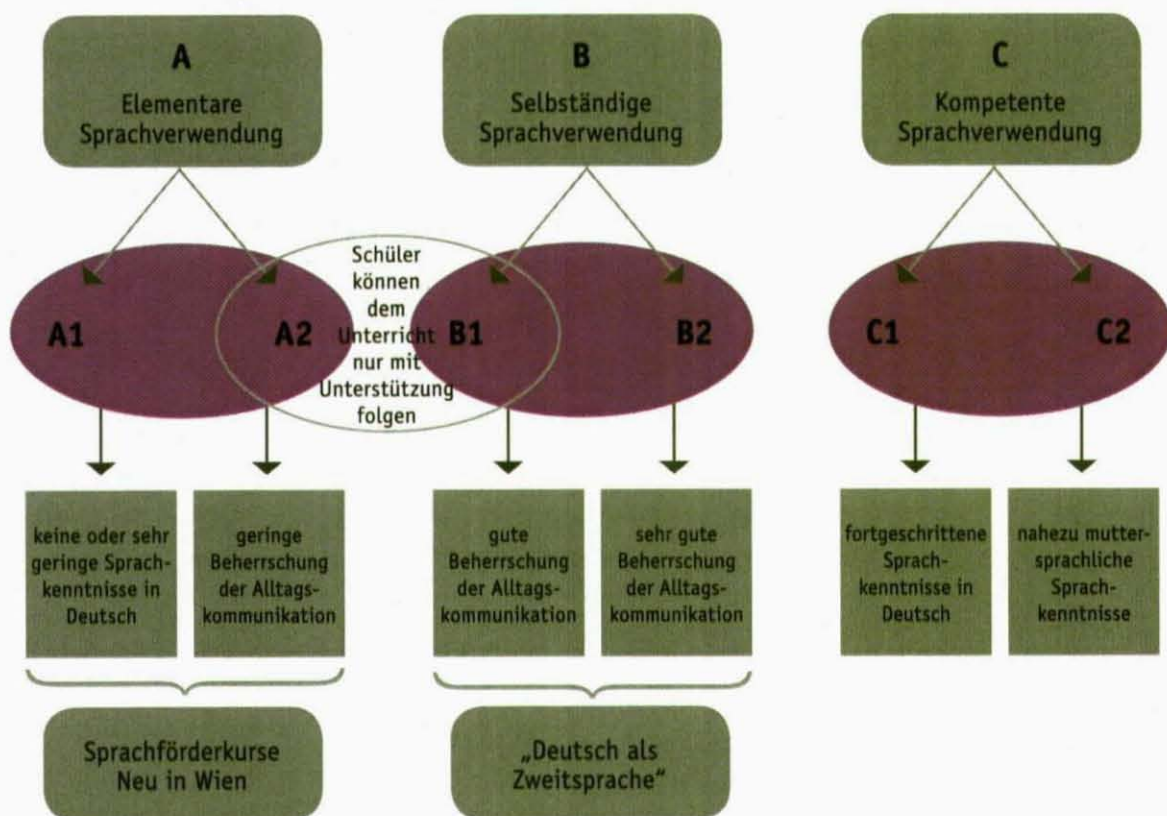 A
Elementare
Sprachverwendung
B
Selbständige
Sprachverwendung
C
Kompetente
Sprachverwendung
A1
A2
Schüler
können
dem
Unterricht
nur mit
Unterstützung
folgen
B1
B2
C1
C2
keine oder sehr
geringe Sprach-
kenntnisse in
Deutsch
geringe
Beherrschung
der Alltags-
kommunikation
gute
Beherrschung
der Alltags-
kommunikation
sehr gute
Beherrschung
der Alltags-
kommunikation
fortgeschrittene
Sprach-
kenntnisse in
Deutsch
nahezu mutter-
sprachliche
Sprach-
kenntnisse
Sprachförderkurse
Neu in Wien
„Deutsch als
Zweitsprache“